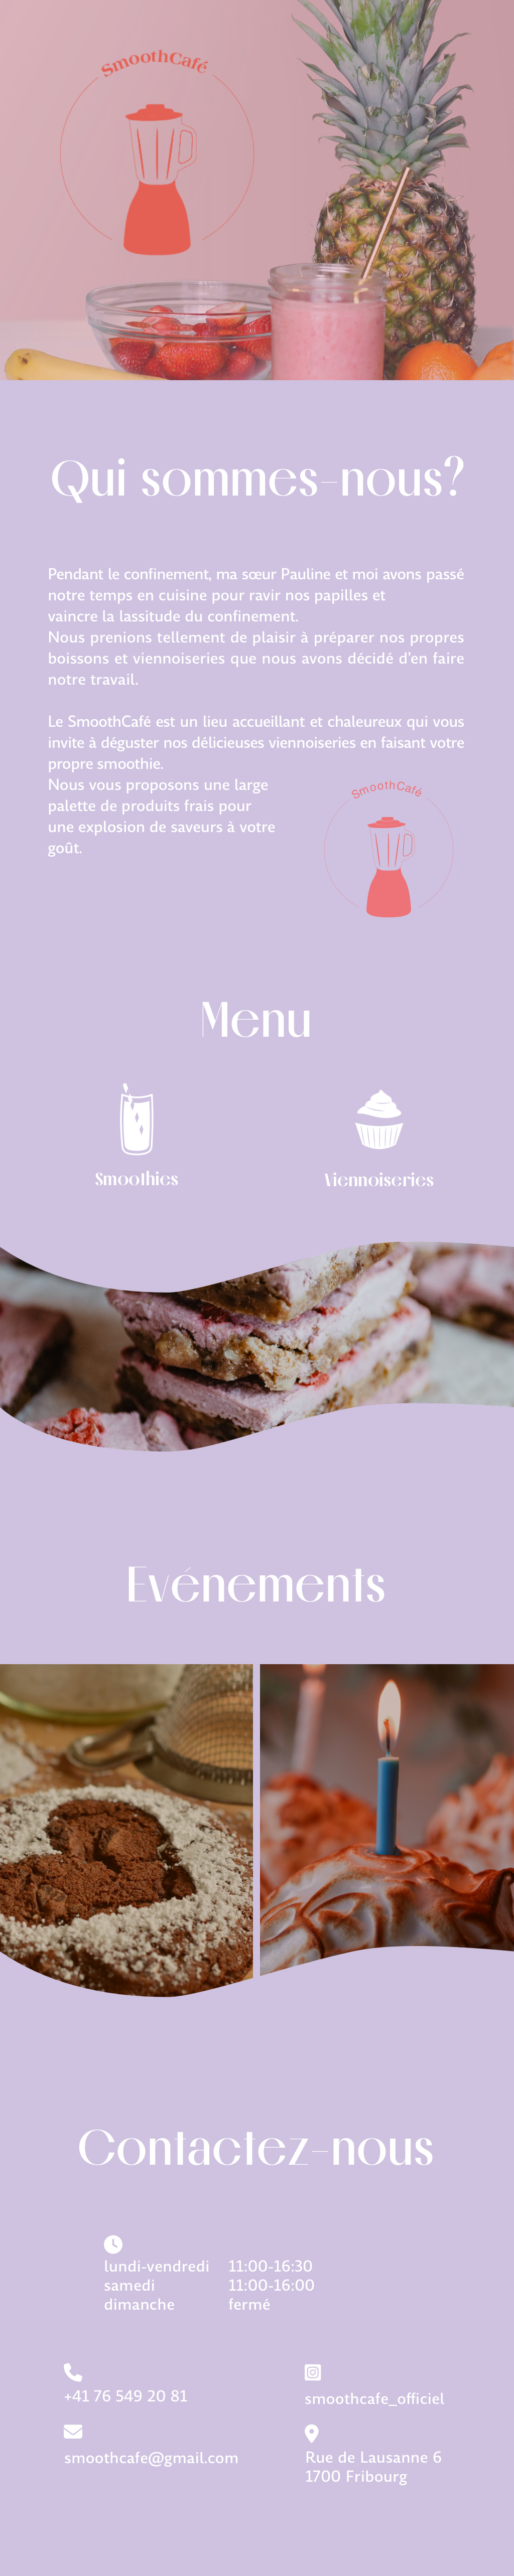 SmoothCafé
Qui sommes-nous?
Pendant le confinement, ma sœur Pauline et moi avons passé
notre temps en cuisine pour ravir nos papilles et
vaincre la lassitude du confinement.
Nous prenions tellement de plaisir à préparer nos propres
boissons et viennoiseries que nous avons décidé d'en faire
notre travail.
Le SmoothCafé est un lieu accueillant et chaleureux qui vous
invite à déguster nos délicieuses viennoiseries en faisant votre
propre smoothie.
Nous vous proposons une large
palette de produits frais pour
une explosion de saveurs à votre
goût.
SmoothCafé
Menu
Smoothies
Viennoiseries
Evénements
Contactez-nous
lundi-vendredi 11:00-16:30
samedi 11:00-16:00
dimanche fermé
+41 76 549 20 81
smoothcafe_officiel
smoothcafe@gmail.com
Rue de Lausanne 6
1700 Fribourg